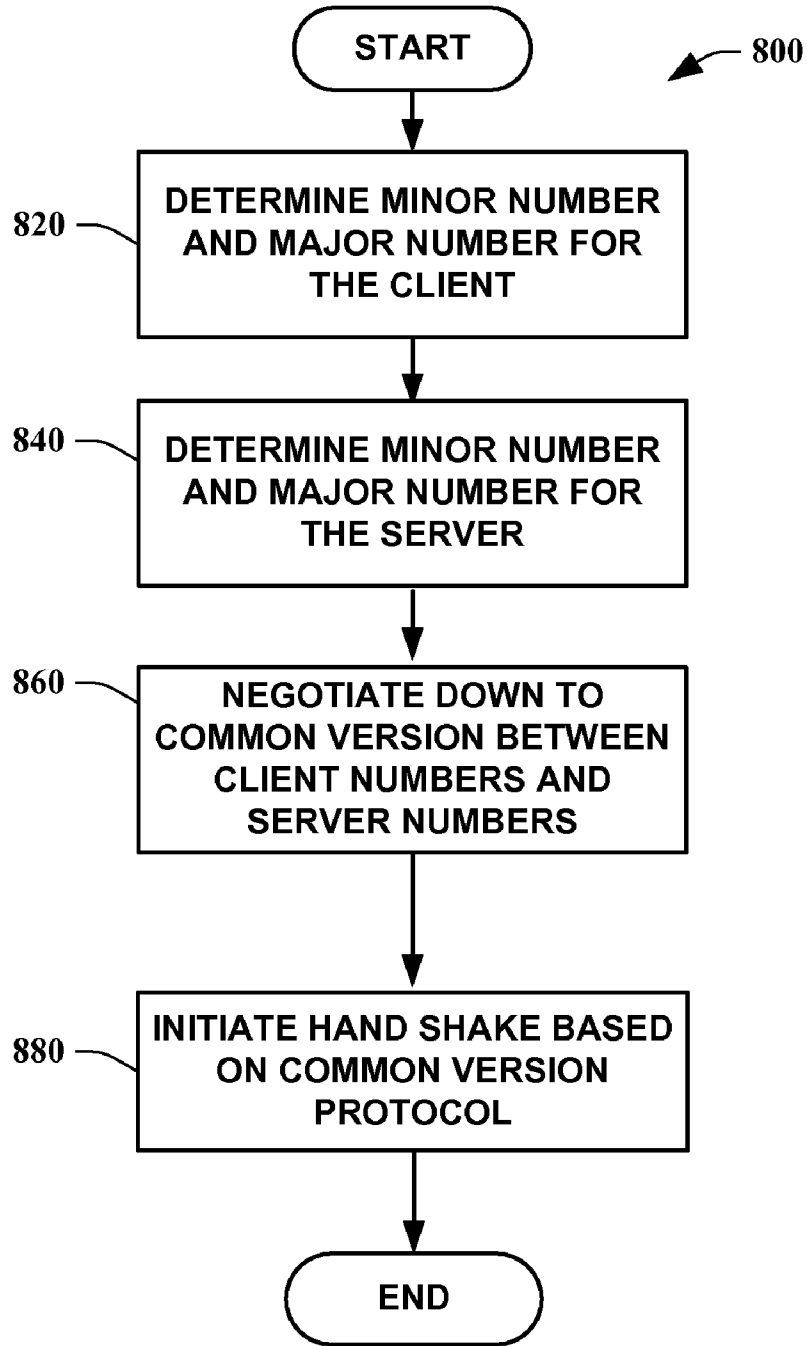 START
800
820
DETERMINE MINOR NUMBER
AND MAJOR NUMBER FOR
THE CLIENT
840
DETERMINE MINOR NUMBER
AND MAJOR NUMBER FOR
THE SERVER
860
NEGOTIATE DOWN TO
COMMON VERSION BETWEEN
CLIENT NUMBERS AND
SERVER NUMBERS
880
INITIATE HAND SHAKE BASED
ON COMMON VERSION
PROTOCOL
END